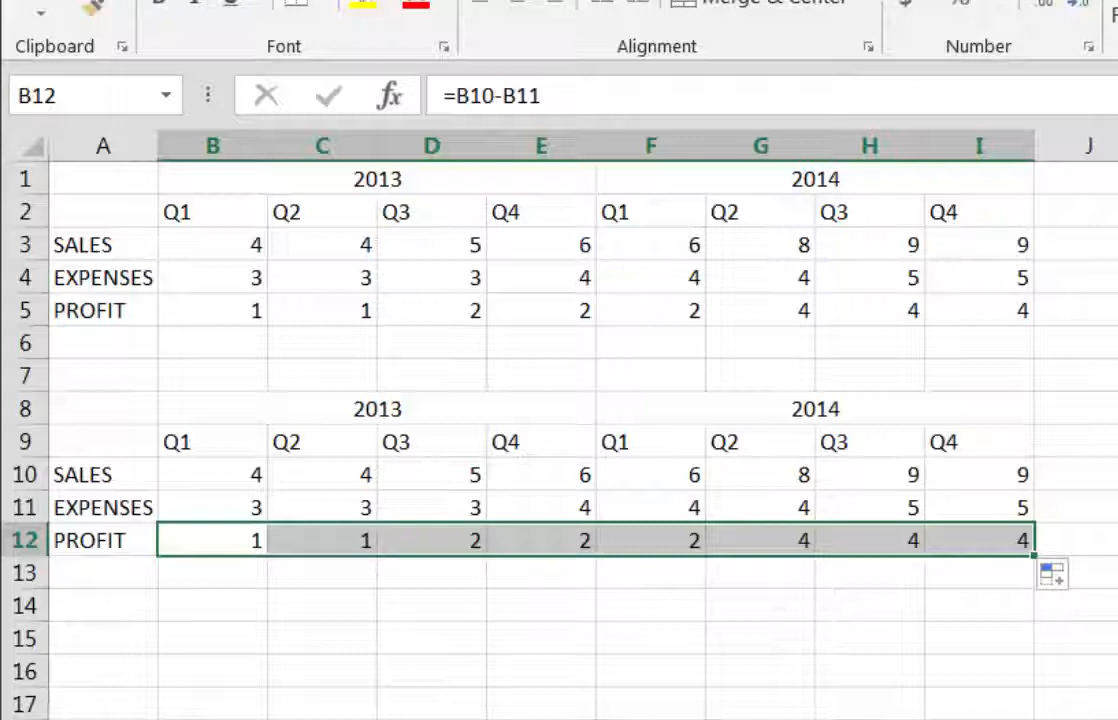 Merge & Center
$ % .00 .0
Clipboard Font Alignment Number
B12 fx =B10-B11
A B C D E F G H I J
1 2013 2014
2 Q1 Q2 Q3 Q4 Q1 Q2 Q3 Q4
3 SALES 4 4 5 6 6 8 9 9
4 EXPENSES 3 3 3 4 4 4 5 5
5 PROFIT 1 1 2 2 2 4 4 4
6
7
8 2013 2014
9 Q1 Q2 Q3 Q4 Q1 Q2 Q3 Q4
10 SALES 4 4 5 6 6 8 9 9
11 EXPENSES 3 3 3 4 4 4 5 5
12 PROFIT 1 1 2 2 2 4 4 4
13
14
15
16
17